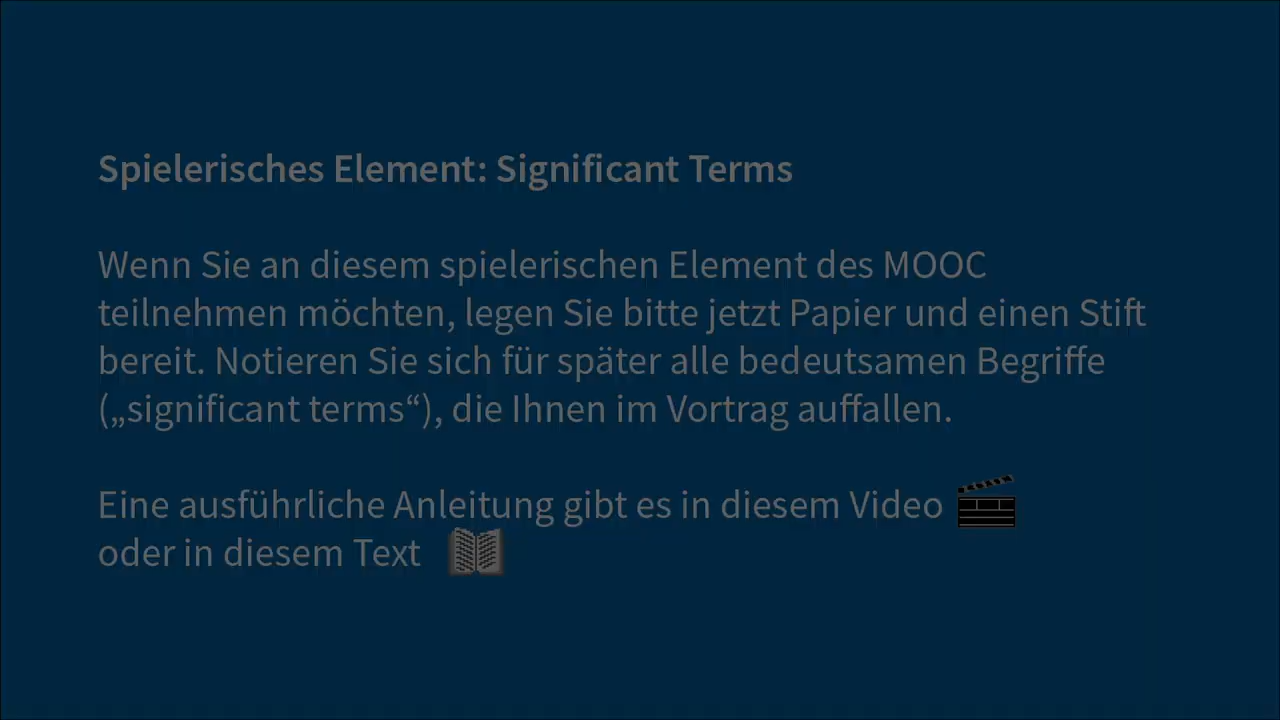 Spielerisches Element: Significant Terms
Wenn Sie an diesem spielerischen Element des MOOC
teilnehmen möchten, legen Sie bitte jetzt Papier und einen Stift
bereit. Notieren Sie sich für später alle bedeutsamen Begriffe
(„significant terms“), die Ihnen im Vortrag auffallen.
Eine ausführliche Anleitung gibt es in diesem Video
oder in diesem Text